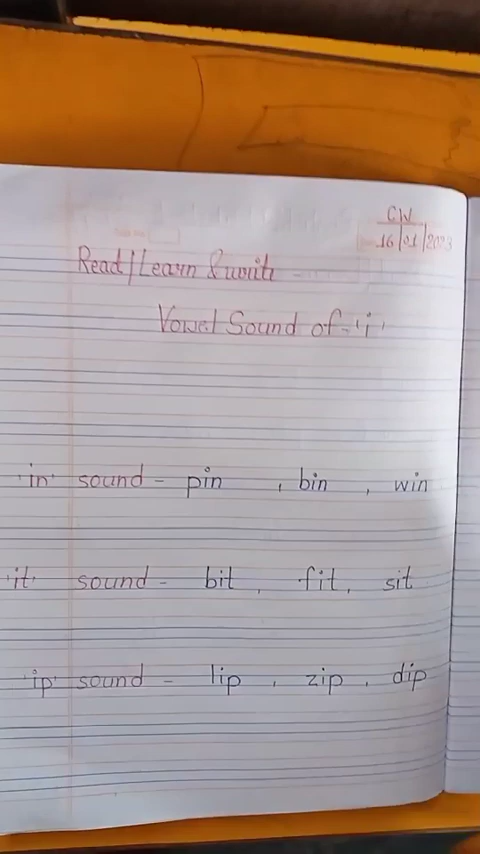 CW
16|01|2023
Read/Learn & write -
Vowel Sound of - 'i'
'in' sound - pin , bin , win
'it' sound - bit , fit, sit
'ip' sound - lip , zip , dip